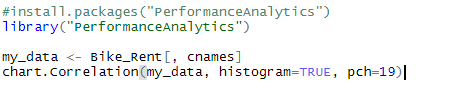 #install.packages("PerformanceAnalytics")
library("PerformanceAnalytics")
my_data <- Bike_Rent[, cnames]
chart.Correlation(my_data, histogram=TRUE, pch=19)